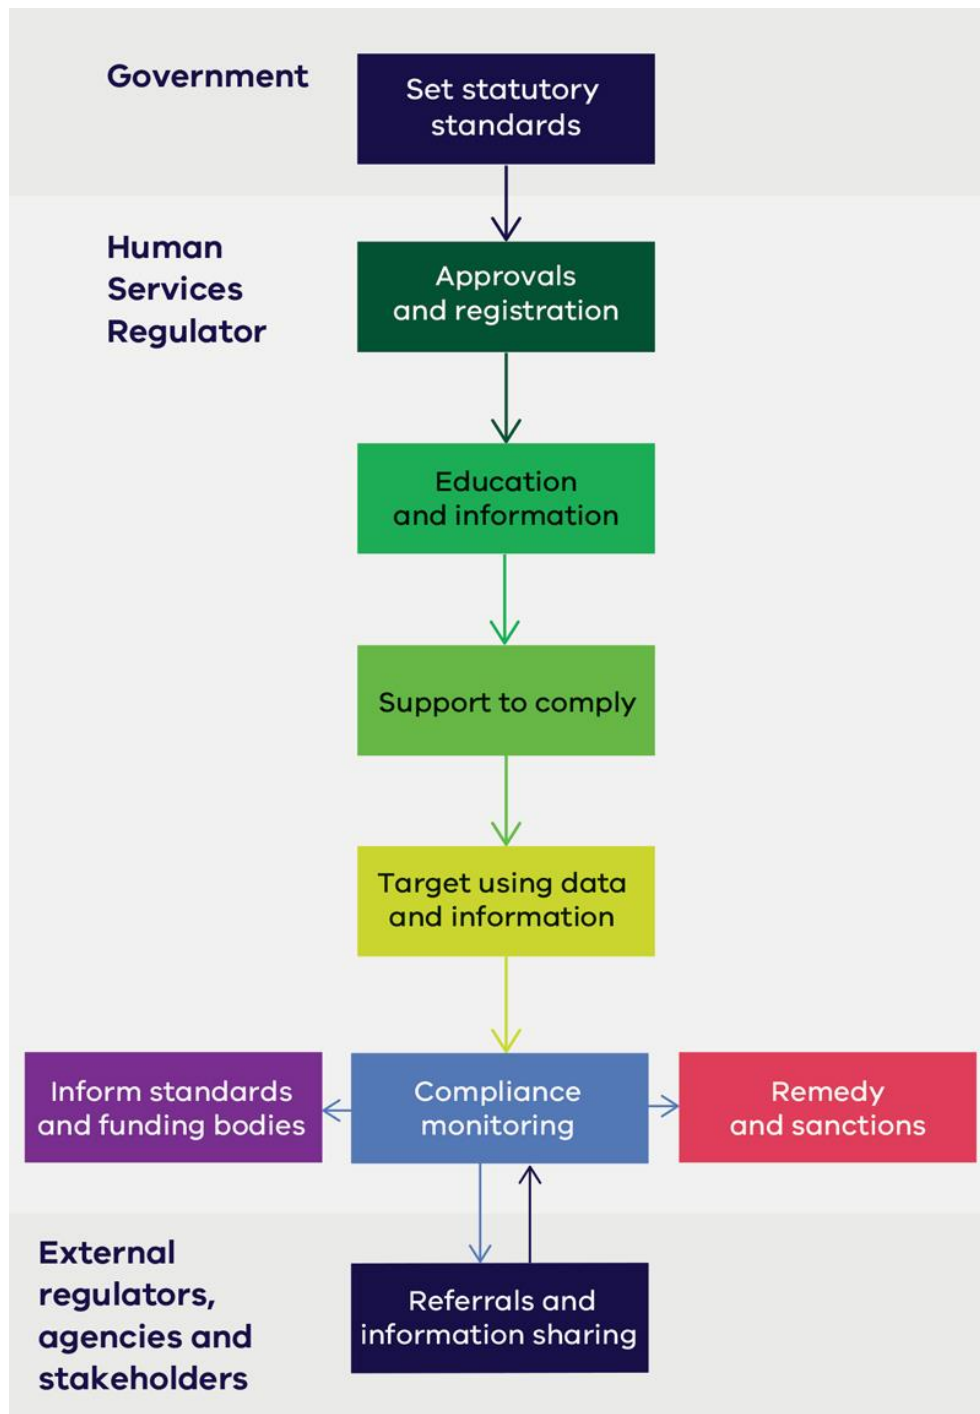 Government
Set statutory
standards
Human
Services
Regulator
Approvals
and registration
Education
and information
Support to comply
Target using data
and information
Inform standards
and funding bodies
Compliance
monitoring
Remedy
and sanctions
External
regulators,
agencies and
stakeholders
Referrals and
information sharing